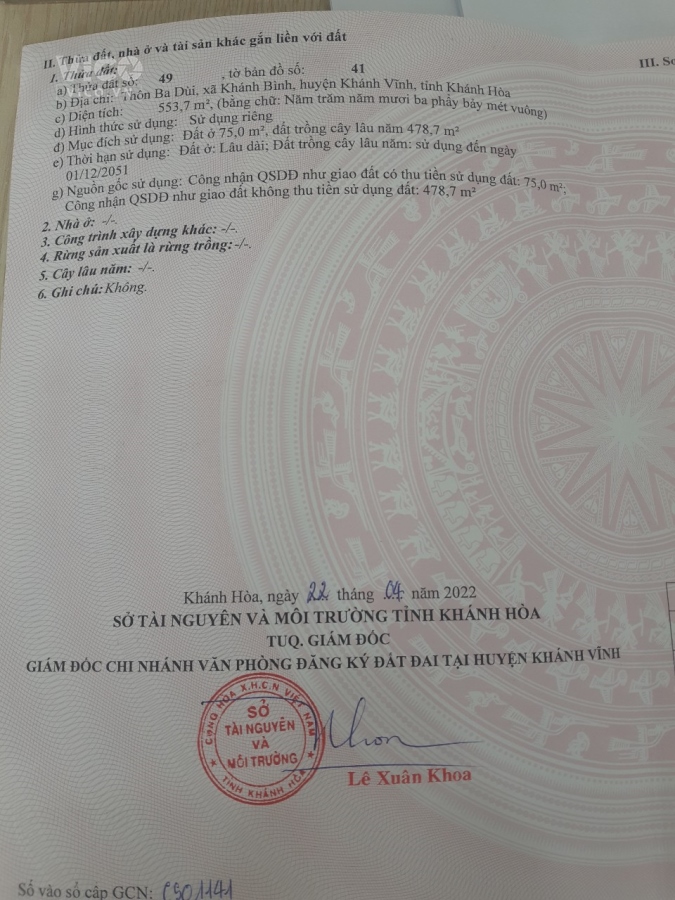 II. Thửa đất, nhà ở và tài sản khác gắn liền với đất
III. Sơ
1. Thửa đất:
a) Thửa đất số: 49 , tờ bản đồ số: 41
b) Địa chỉ: Thôn Ba Dùi, xã Khánh Bình, huyện Khánh Vĩnh, tỉnh Khánh Hòa
c) Diện tích: 553,7 m², (bằng chữ: Năm trăm năm mươi ba phẩy bảy mét vuông)
d) Hình thức sử dụng: Sử dụng riêng
đ) Mục đích sử dụng: Đất ở 75,0 m², đất trồng cây lâu năm 478,7 m²
e) Thời hạn sử dụng: Đất ở: Lâu dài; Đất trồng cây lâu năm: sử dụng đến ngày
01/12/2051
g) Nguồn gốc sử dụng: Công nhận QSDĐ như giao đất có thu tiền sử dụng đất: 75,0 m²;
Công nhận QSDĐ như giao đất không thu tiền sử dụng đất: 478,7 m²
2. Nhà ở: -/-.
3. Công trình xây dựng khác: -/-.
4. Rừng sản xuất là rừng trồng: -/-.
5. Cây lâu năm: -/-.
6. Ghi chú: Không.
Khánh Hòa, ngày 22 tháng 04 năm 2022
SỞ TÀI NGUYÊN VÀ MÔI TRƯỜNG TỈNH KHÁNH HÒA
TUQ. GIÁM ĐỐC
GIÁM ĐỐC CHI NHÁNH VĂN PHÒNG ĐĂNG KÝ ĐẤT ĐAI TẠI HUYỆN KHÁNH VĨNH
CỘNG HÒA X.H.C.N VIỆT NAM
SỞ
TÀI NGUYÊN
VÀ
MÔI TRƯỜNG
TỈNH KHÁNH HÒA
Lê Xuân Khoa
Số vào sổ cấp GCN: CS01141